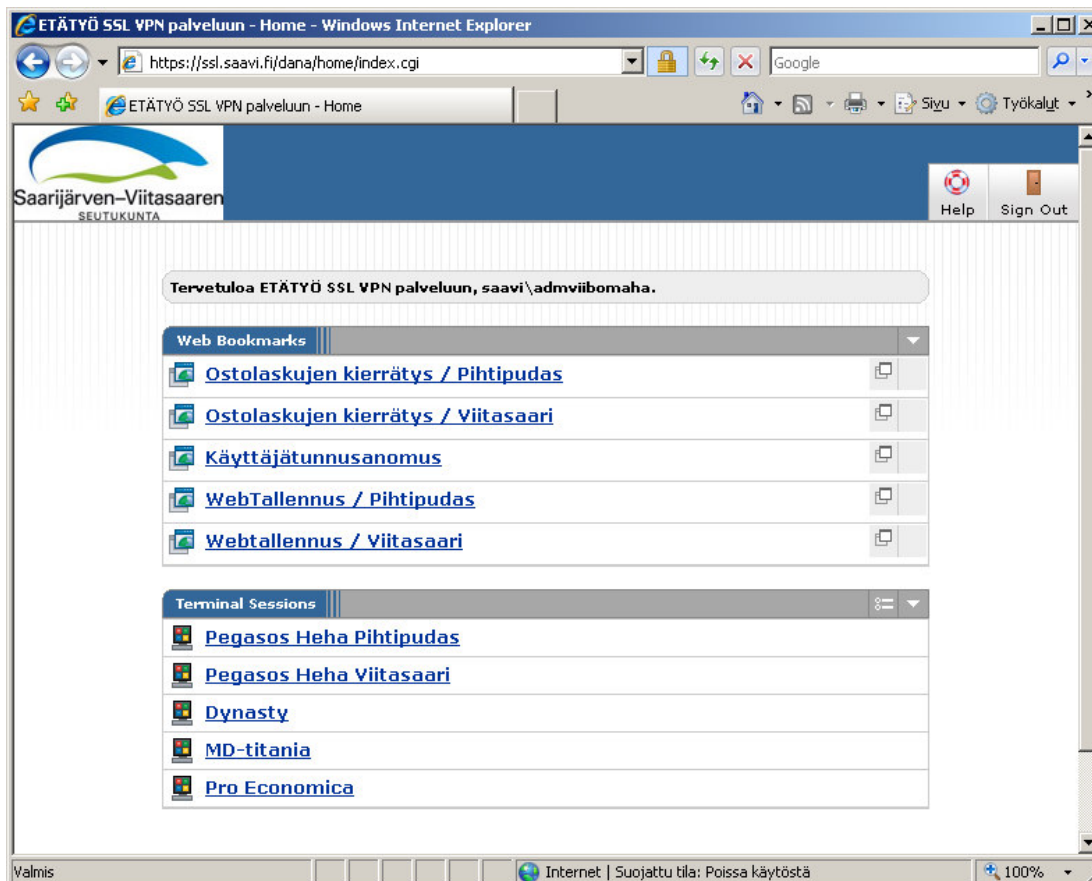 ETÄTYÖ SSL VPN palveluun - Home - Windows Internet Explorer
https://ssl.saavi.fi/dana/home/index.cgi
Google
ETÄTYÖ SSL VPN palveluun - Home
Sivu
Työkalut
Saarijärven–Viitasaaren
SEUTUKUNTA
Help
Sign Out
Tervetuloa ETÄTYÖ SSL VPN palveluun, saavi\admviibomaha.
Web Bookmarks
Ostolaskujen kierrätys / Pihtipudas
Ostolaskujen kierrätys / Viitasaari
Käyttäjätunnusanomus
WebTallennus / Pihtipudas
Webtallennus / Viitasaari
Terminal Sessions
Pegasos Heha Pihtipudas
Pegasos Heha Viitasaari
Dynasty
MD-titania
Pro Economica
Valmis
Internet | Suojattu tila: Poissa käytöstä
100%